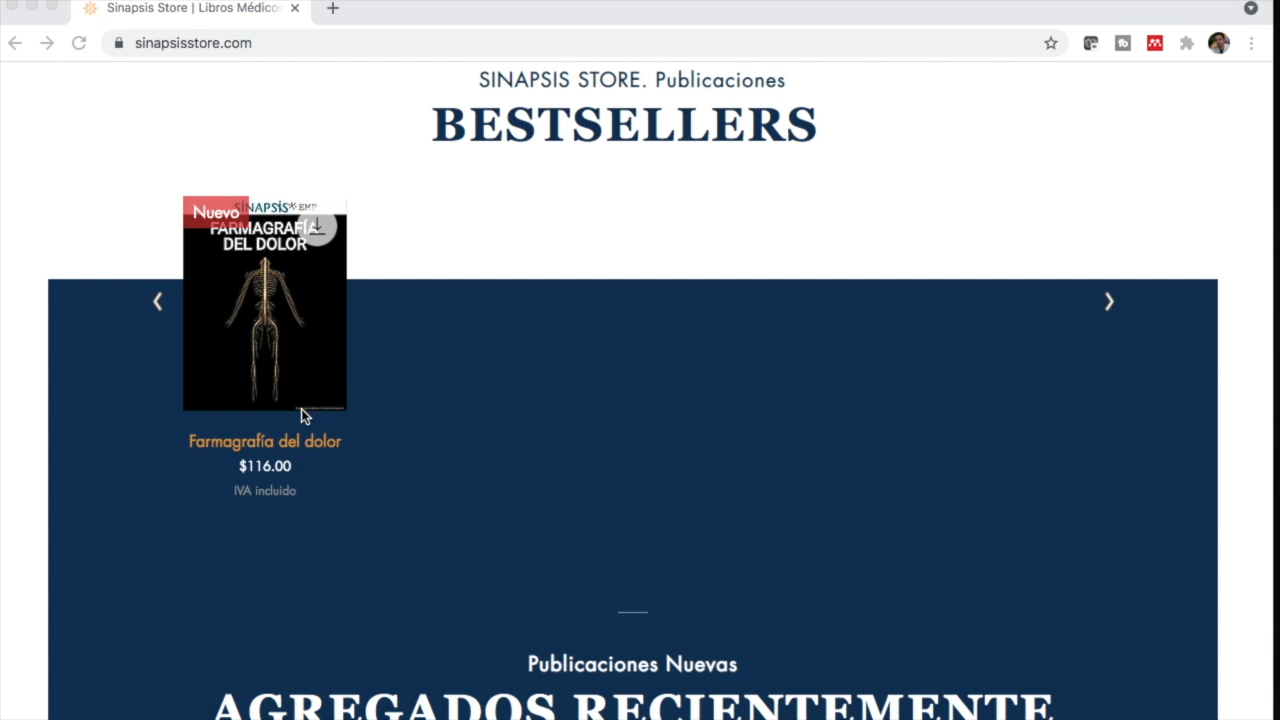 Sinapsis Store | Libros Médicos
sinapsisstore.com
SINAPSIS STORE. Publicaciones
BESTSELLERS
Nuevo
SINAPSIS EMP
FARMAGRAFÍA
DEL DOLOR
Farmagrafía del dolor
$116.00
IVA incluido
Publicaciones Nuevas
AGREGADOS RECIENTEMENTE